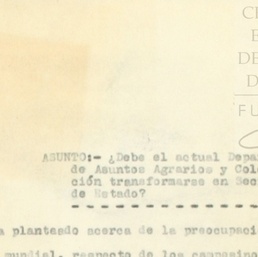 CI
E
DE
D
FU
ASUNTO:- ¿Debe el actual Depa
de Asuntos Agrarios y Colo
ción transformarse en Sec
de Estado?
a planteado acerca de la preocupaci
mundial, respecto de los campesina